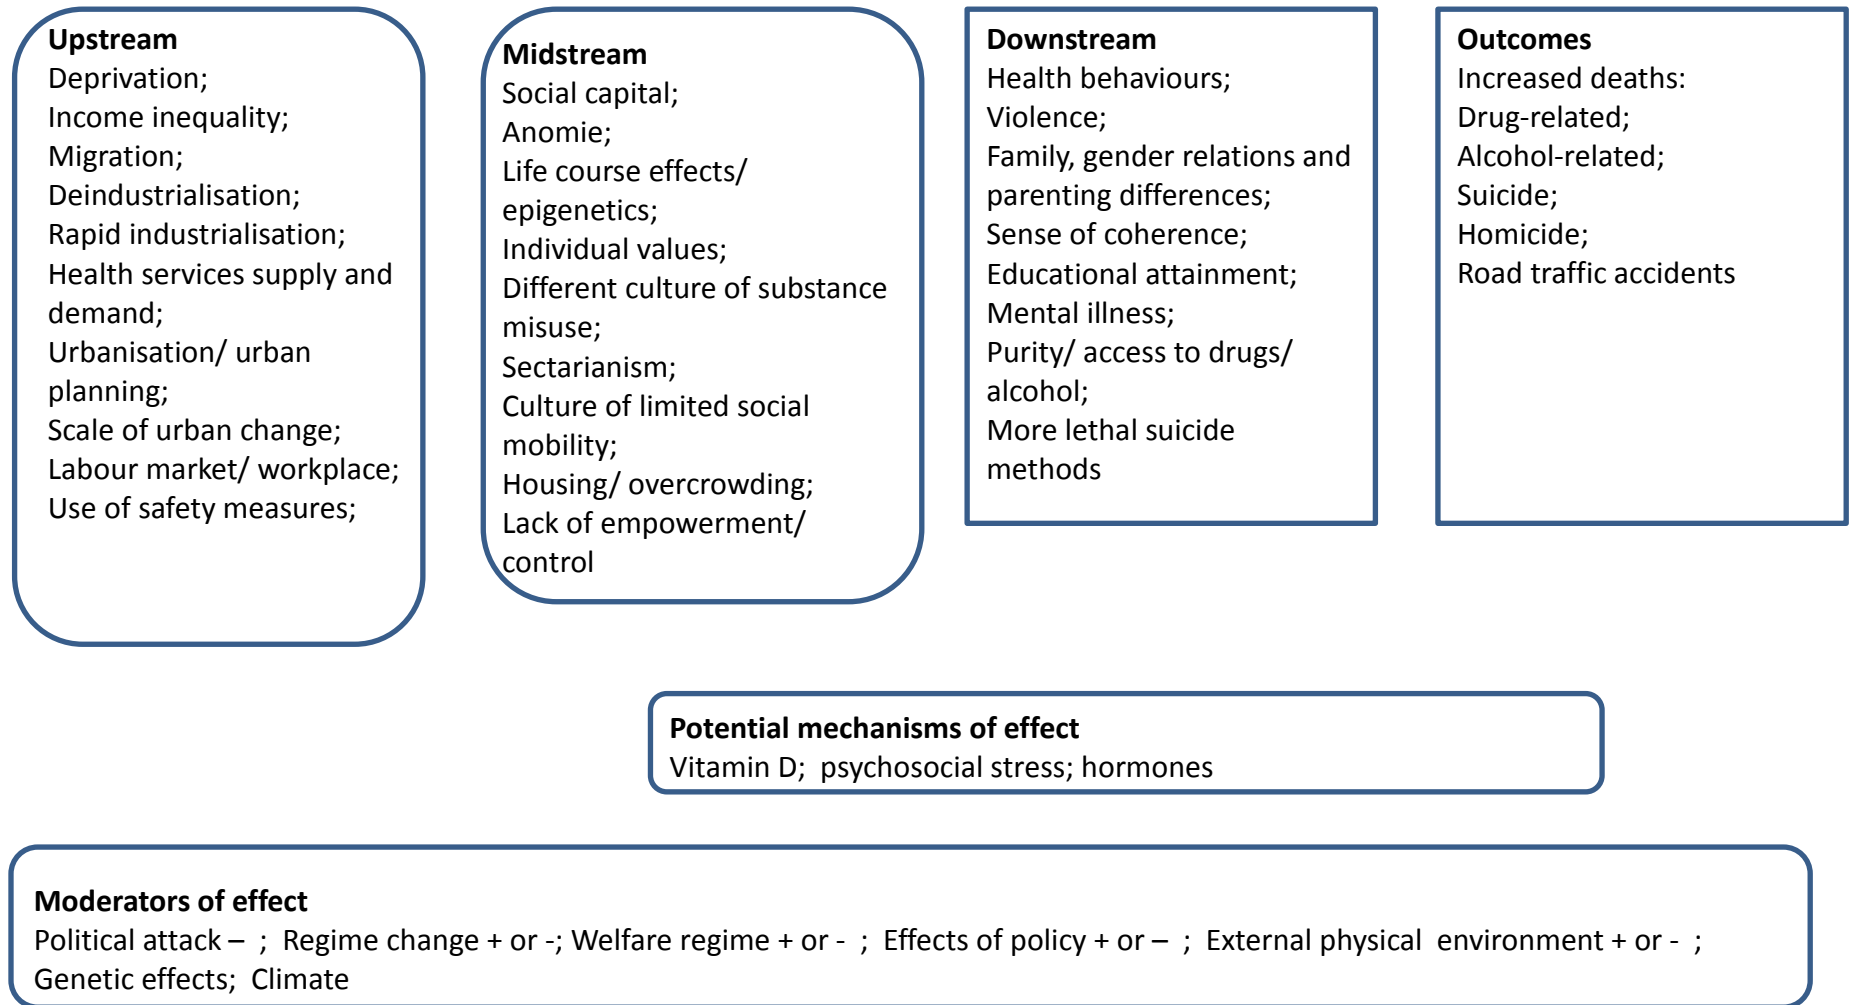 Upstream
Deprivation;
Income inequality;
Migration;
Deindustrialisation;
Rapid industrialisation;
Health services supply and
demand;
Urbanisation/ urban
planning;
Scale of urban change;
Labour market/ workplace;
Use of safety measures;
Midstream
Social capital;
Anomie;
Life course effects/
epigenetics;
Individual values;
Different culture of substance
misuse;
Sectarianism;
Culture of limited social
mobility;
Housing/ overcrowding;
Lack of empowerment/
control
Downstream
Health behaviours;
Violence;
Family, gender relations and
parenting differences;
Sense of coherence;
Educational attainment;
Mental illness;
Purity/ access to drugs/
alcohol;
More lethal suicide
methods
Outcomes
Increased deaths:
Drug-related;
Alcohol-related;
Suicide;
Homicide;
Road traffic accidents
Potential mechanisms of effect
Vitamin D;  psychosocial stress; hormones
Moderators of effect
Political attack –  ;  Regime change + or -; Welfare regime + or -  ;  Effects of policy + or –  ;  External physical  environment + or -  ;
Genetic effects;  Climate